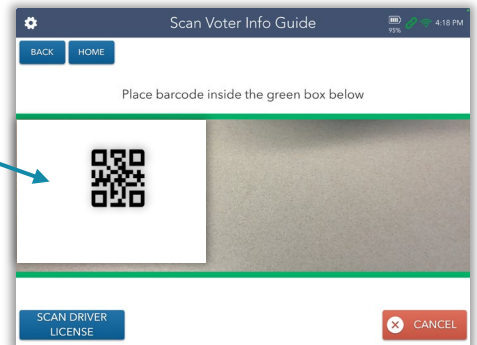 Scan Voter Info Guide
95%
4:18 PM
BACK
HOME
Place barcode inside the green box below
SCAN DRIVER
LICENSE
CANCEL